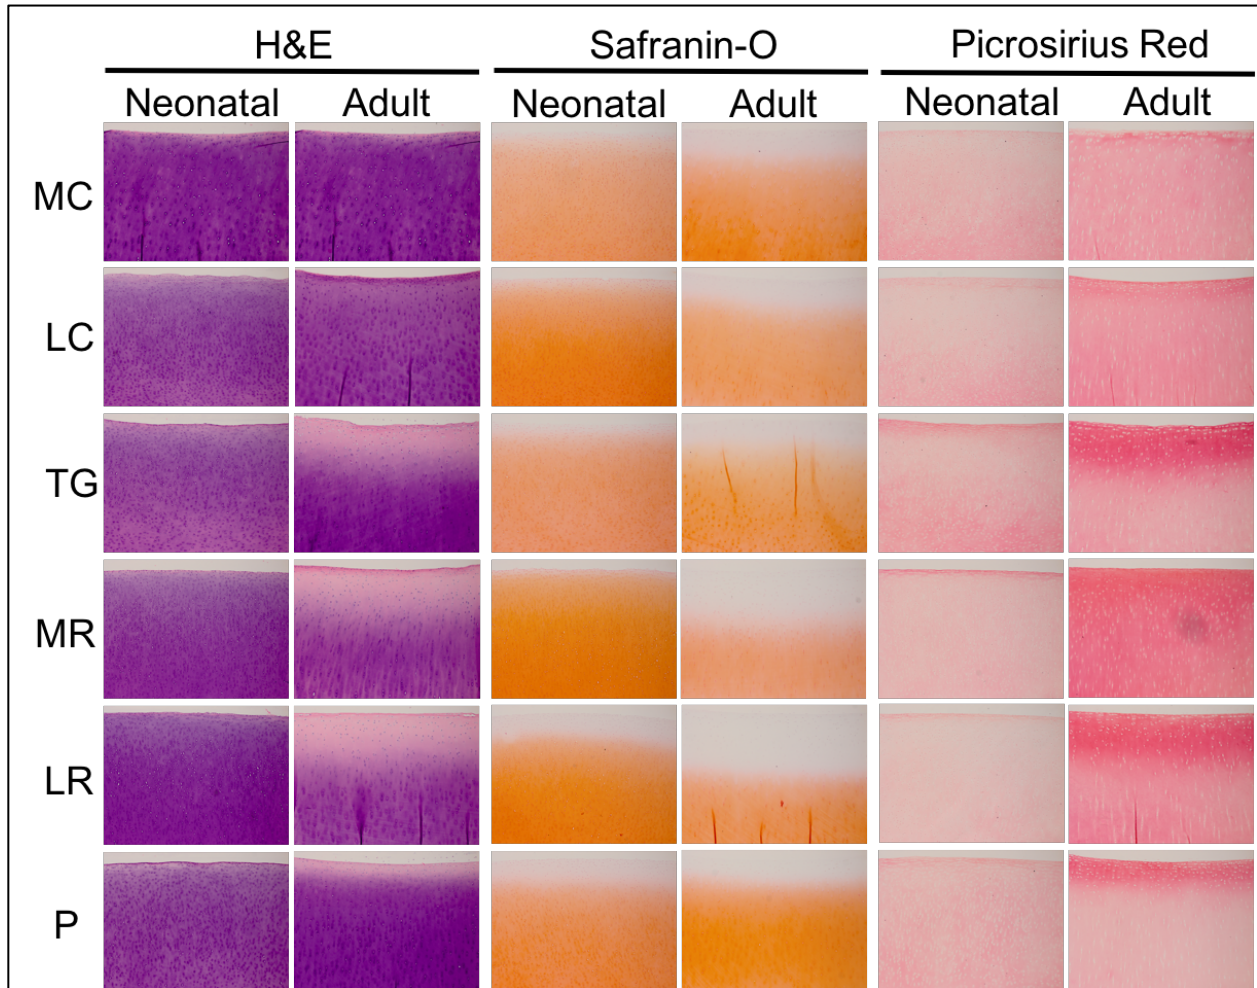 H&E Safranin-O Picrosirius Red
Neonatal Adult Neonatal Adult Neonatal Adult
MC
LC
TG
MR
LR
P